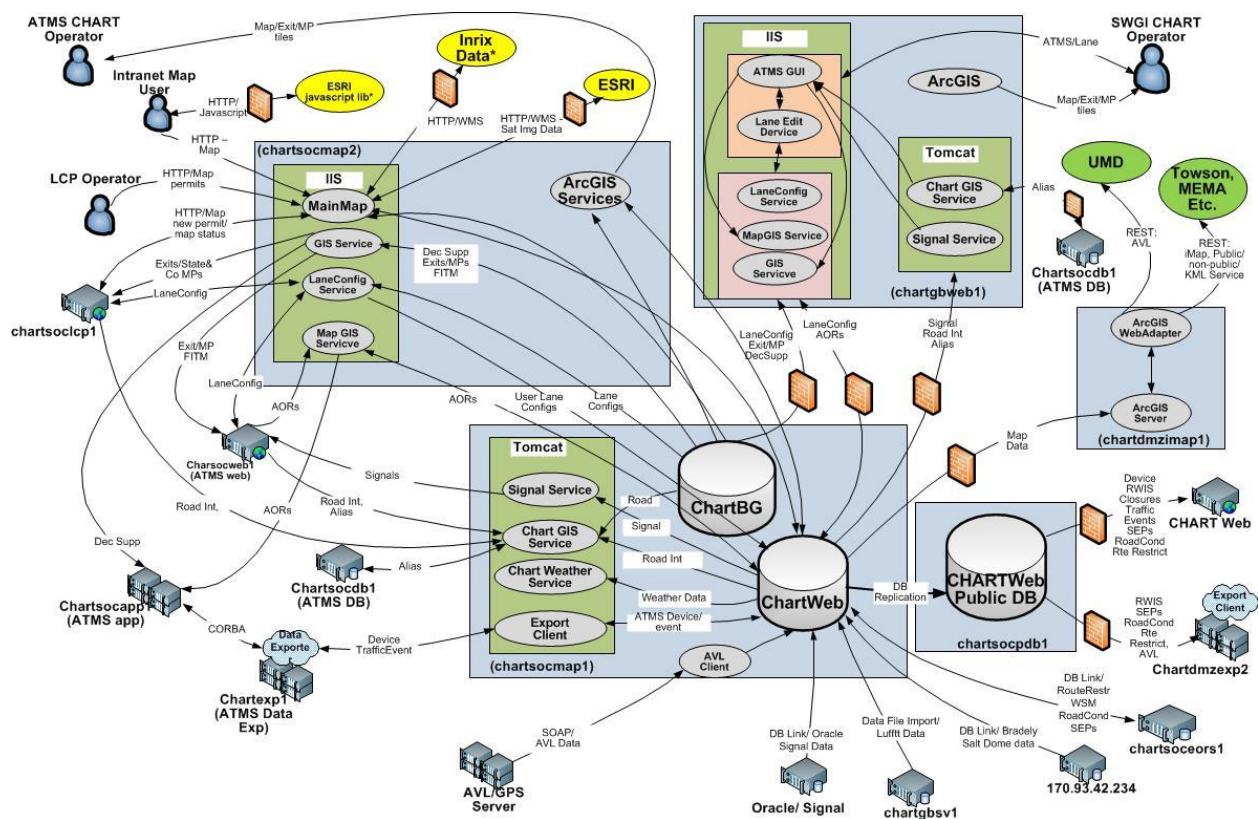 ATMS CHART
Operator
Map/Exit/MP
tiles
Intranet Map
User
HTTP/
Javascript
ESRI
javascript lib*
Inrix
Data*
HTTP/WMS
ESRI
HTTP/WMS -
Sat Img Data
HTTP –
Map
LCP Operator
HTTP/Map
permits
HTTP/Map
new permit/
map status
Exits/State&
Co MPs
LaneConfig
chartsoclcp1
(chartsocmap2)
IIS
MainMap
GIS Service
LaneConfig
Service
Map GIS
Servicve
ArcGIS
Services
Dec Supp
Exits/MPs
FITM
Exit/MP
FITM
LaneConfig
AORs
Charsocweb1
(ATMS web)
AORs
User Lane
Configs
Lane
Configs
IIS
ATMS GUI
Lane Edit
Dervice
LaneConfig
Service
MapGIS Service
GIS
Servicve
ArcGIS
Tomcat
Chart GIS
Service
Signal Service
(chartgbweb1)
ATMS/Lane
SWGI CHART
Operator
Map/Exit/MP
tiles
Alias
Chartsocdb1
(ATMS DB)
UMD
Towson,
MEMA
Etc.
REST:
AVL
REST:
iMap, Public/
non-public/
KML Service
ArcGIS
WebAdapter
ArcGIS
Server
(chartdmzimap1)
LaneConfig
Exit/MP
DecSupp
LaneConfig
AORs
Signal
Road Int
Alias
Map
Data
Signals
Road Int,
Road Int,
Alias
AORs
Dec Supp
Alias
Chartsocdb1
(ATMS DB)
Chartsocapp1
(ATMS app)
CORBA
Data
Exporte
Chartexp1
(ATMS Data
Exp)
Device
TrafficEvent
Tomcat
Signal Service
Chart GIS
Service
Chart Weather
Service
Export
Client
(chartsocmap1)
Road
Signal
Road Int
Weather Data
ATMS Device/
event
AVL
Client
ChartBG
ChartWeb
DB
Replication
CHARTWeb
Public DB
chartsocpdb1
Device
RWIS
Closures
Traffic
Events
SEPs
RoadCond
Rte Restrict
CHART Web
RWIS
SEPs
RoadCond
Rte
Restrict,
AVL
Export
Client
Chartdmzexp2
SOAP/
AVL Data
AVL/GPS
Server
DB Link/ Oracle
Signal Data
Oracle/ Signal
Data File Import/
Lufftt Data
chartgbsv1
DB Link/ Bradely
Salt Dome data
170.93.42.234
DB Link/
RouteRestr
WSM
RoadCond
SEPs
chartsoceors1